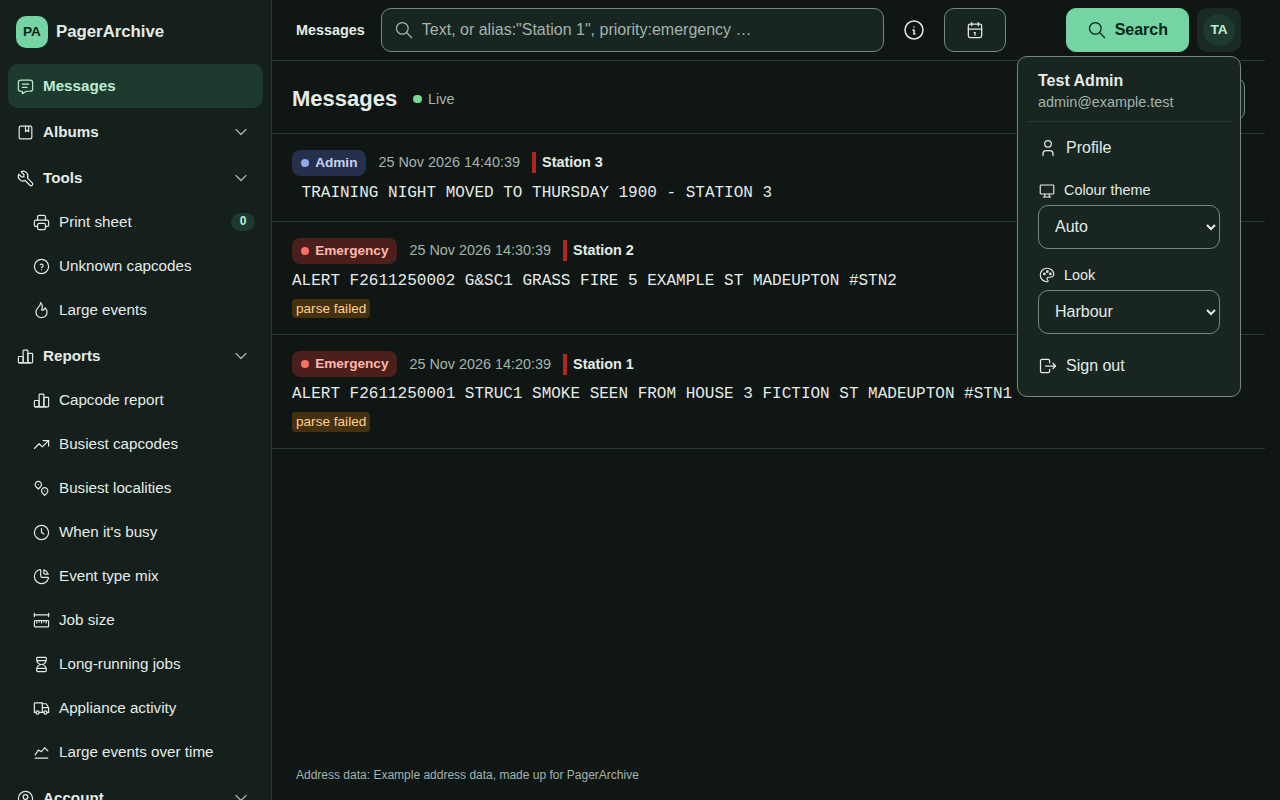 PA PagerArchive
Messages
Albums
Tools
Print sheet 0
Unknown capcodes
Large events
Reports
Capcode report
Busiest capcodes
Busiest localities
When it's busy
Event type mix
Job size
Long-running jobs
Appliance activity
Large events over time
Account
Messages
Text, or alias:"Station 1", priority:emergency …
Search
TA
Messages
Live
Admin 25 Nov 2026 14:40:39 Station 3
TRAINING NIGHT MOVED TO THURSDAY 1900 - STATION 3
Emergency 25 Nov 2026 14:30:39 Station 2
ALERT F2611250002 G&SC1 GRASS FIRE 5 EXAMPLE ST MADEUPTON #STN2
parse failed
Emergency 25 Nov 2026 14:20:39 Station 1
ALERT F2611250001 STRUC1 SMOKE SEEN FROM HOUSE 3 FICTION ST MADEUPTON #STN1
parse failed
Test Admin
admin@example.test
Profile
Colour theme
Auto
Look
Harbour
Sign out
Address data: Example address data, made up for PagerArchive